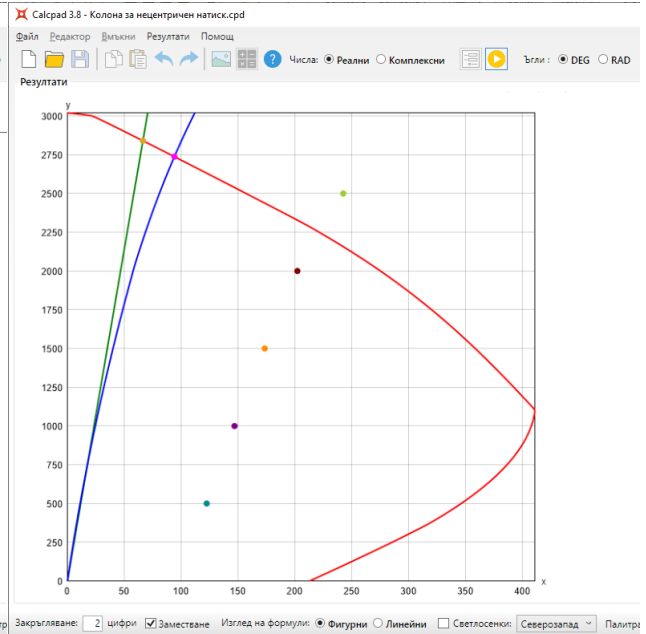 Calcpad 3.8 - Колона за нецентричен натиск.cpd
Файл Редактор Вмъкни Резултати Помощ
Числа: Реални Комплексни Ъгли : DEG RAD
Резултати
y
3000
2750
2500
2250
2000
1750
1500
1250
1000
750
500
250
0 x
0 50 100 150 200 250 300 350 400
Закръгляване: 2 цифри Заместване Изглед на формули: Фигурни Линейни Светлосенки: Северозапад Палитра